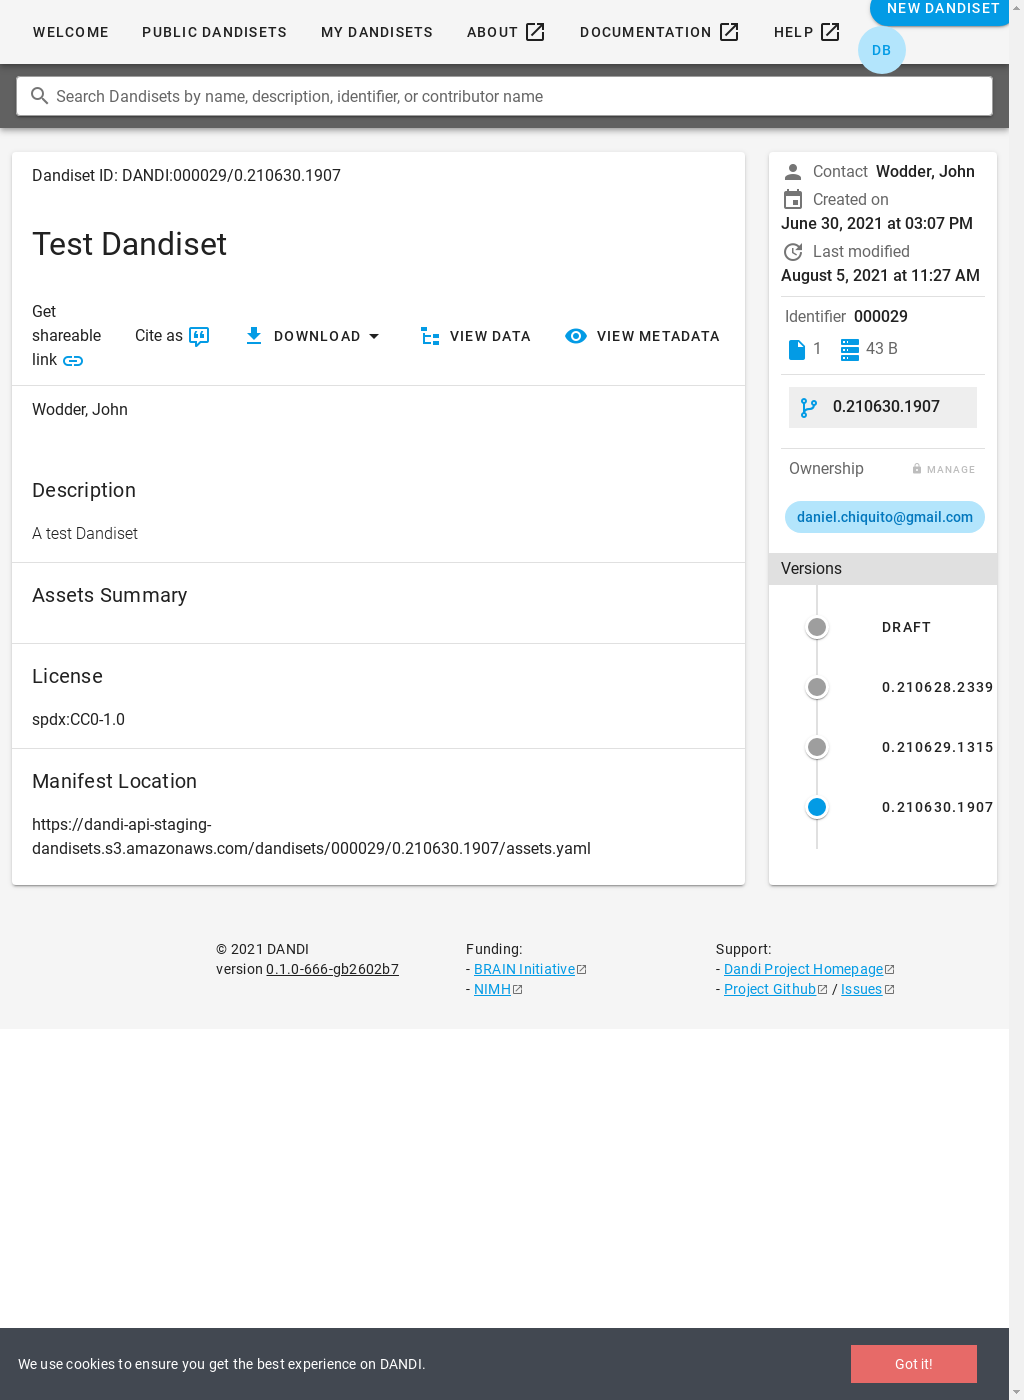 WELCOME
PUBLIC DANDISETS
MY DANDISETS
ABOUT
DOCUMENTATION
HELP
NEW DANDISET
DB
Search Dandisets by name, description, identifier, or contributor name
Dandiset ID: DANDI:000029/0.210630.1907
Test Dandiset
Get
shareable
link
Cite as
DOWNLOAD
VIEW DATA
VIEW METADATA
Wodder, John
Description
A test Dandiset
Assets Summary
License
spdx:CC0-1.0
Manifest Location
https://dandi-api-staging-
dandisets.s3.amazonaws.com/dandisets/000029/0.210630.1907/assets.yaml
Contact Wodder, John
Created on
June 30, 2021 at 03:07 PM
Last modified
August 5, 2021 at 11:27 AM
Identifier 000029
1 43 B
0.210630.1907
Ownership MANAGE
daniel.chiquito@gmail.com
Versions
DRAFT
0.210628.2339
0.210629.1315
0.210630.1907
© 2021 DANDI
version 0.1.0-666-gb2602b7
Funding:
- BRAIN Initiative
- NIMH
Support:
- Dandi Project Homepage
- Project Github / Issues
We use cookies to ensure you get the best experience on DANDI.
Got it!